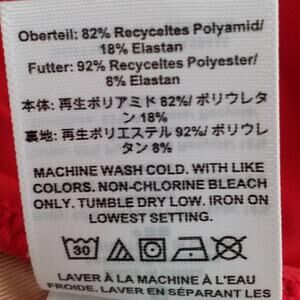 Oberteil: 82% Recyceltes Polyamid/
18% Elastan
Futter: 92% Recyceltes Polyester/
8% Elastan
本体: 再生ポリアミド 82%/ ポリウレタ
ン 18%
裏地: 再生ポリエステル 92%/ ポリウレ
タン 8%
MACHINE WASH COLD. WITH LIKE
COLORS. NON-CHLORINE BLEACH
ONLY. TUMBLE DRY LOW. IRON ON
LOWEST SETTING.
30
LAVER À LA MACHINE À L'EAU
FROIDE. LAVER EN SÉPARANT LES